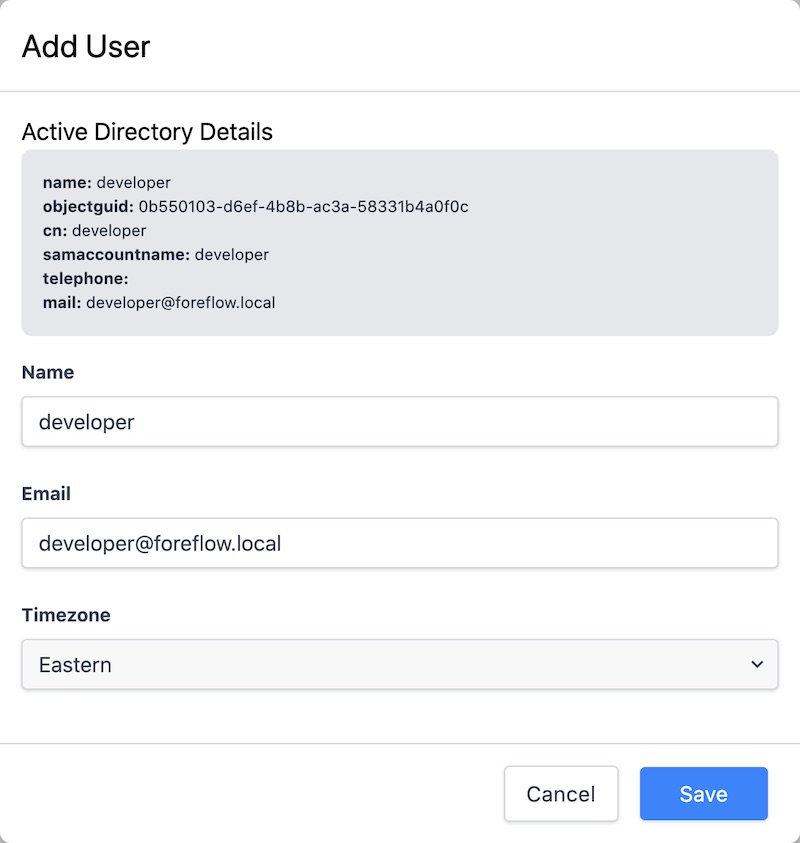 Add User
Active Directory Details
name: developer
objectguid: 0b550103-d6ef-4b8b-ac3a-58331b4a0f0c
cn: developer
samaccountname: developer
telephone:
mail: developer@foreflow.local
Name
developer
Email
developer@foreflow.local
Timezone
Eastern
Cancel Save